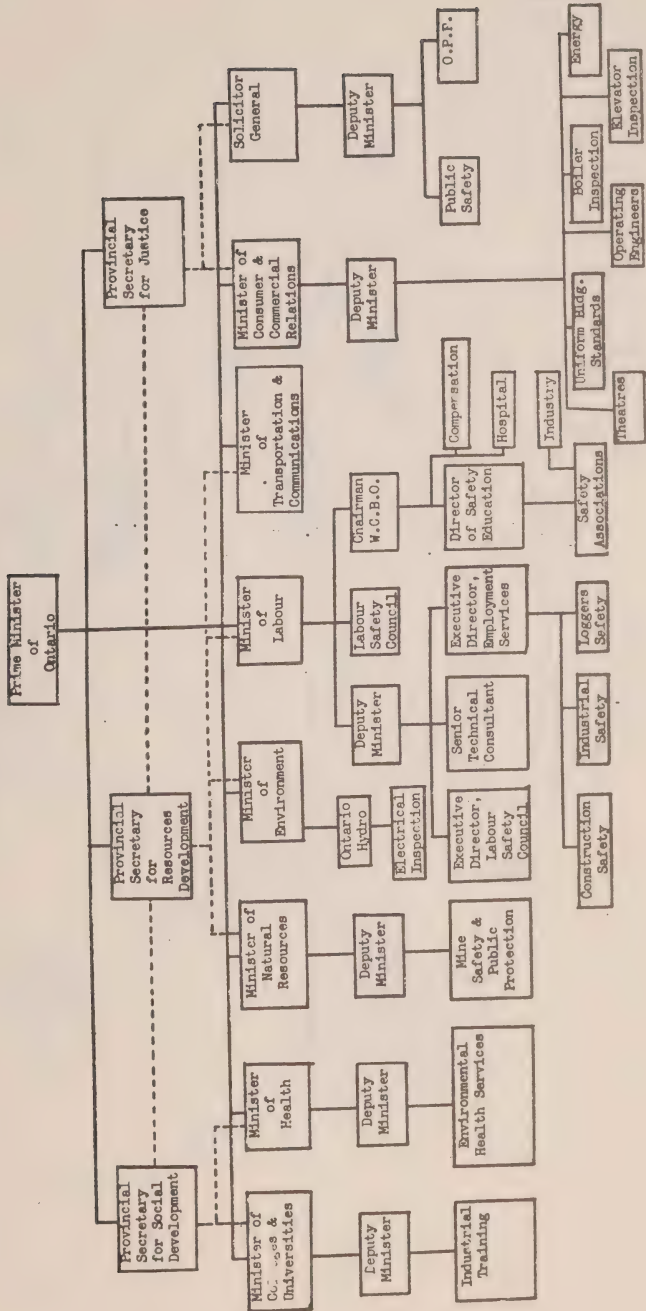 Prime Minister
of
Ontario
Provincial
Secretary
for Social
Development
Provincial
Secretary
for
Resources
Development
Provincial
Secretary
for Justice
Minister of
&
Universities
Minister
of
Health
Minister of
Natural
Resources
Minister
of
Environment
Minister
of
Labour
Minister
of
Transportation &
Communications
Minister of
Consumer &
Commercial
Relations
Solicitor
General
Deputy
Minister
Deputy
Minister
Deputy
Minister
Ontario
Hydro
Deputy
Minister
Labour
Safety
Council
Chairman
W.C.B.O.
Deputy
Minister
Deputy
Minister
Industrial
Training
Environmental
Health Services
Mine
Safety &
Public
Protection
Electrical
Inspection
Executive
Director,
Labour
Safety
Council
Senior
Technical
Consultant
Executive
Director,
Employment
Services
Director
of Safety
Education
Compensation
Hospital
Public
Safety
O.P.F.
Construction
Safety
Industrial
Safety
Loggers
Safety
Safety
Associations
Industry
Theatres
Uniform Bldg.
Standards
Operating
Engineers
Boiler
Inspection
Elevator
Inspection
Energy